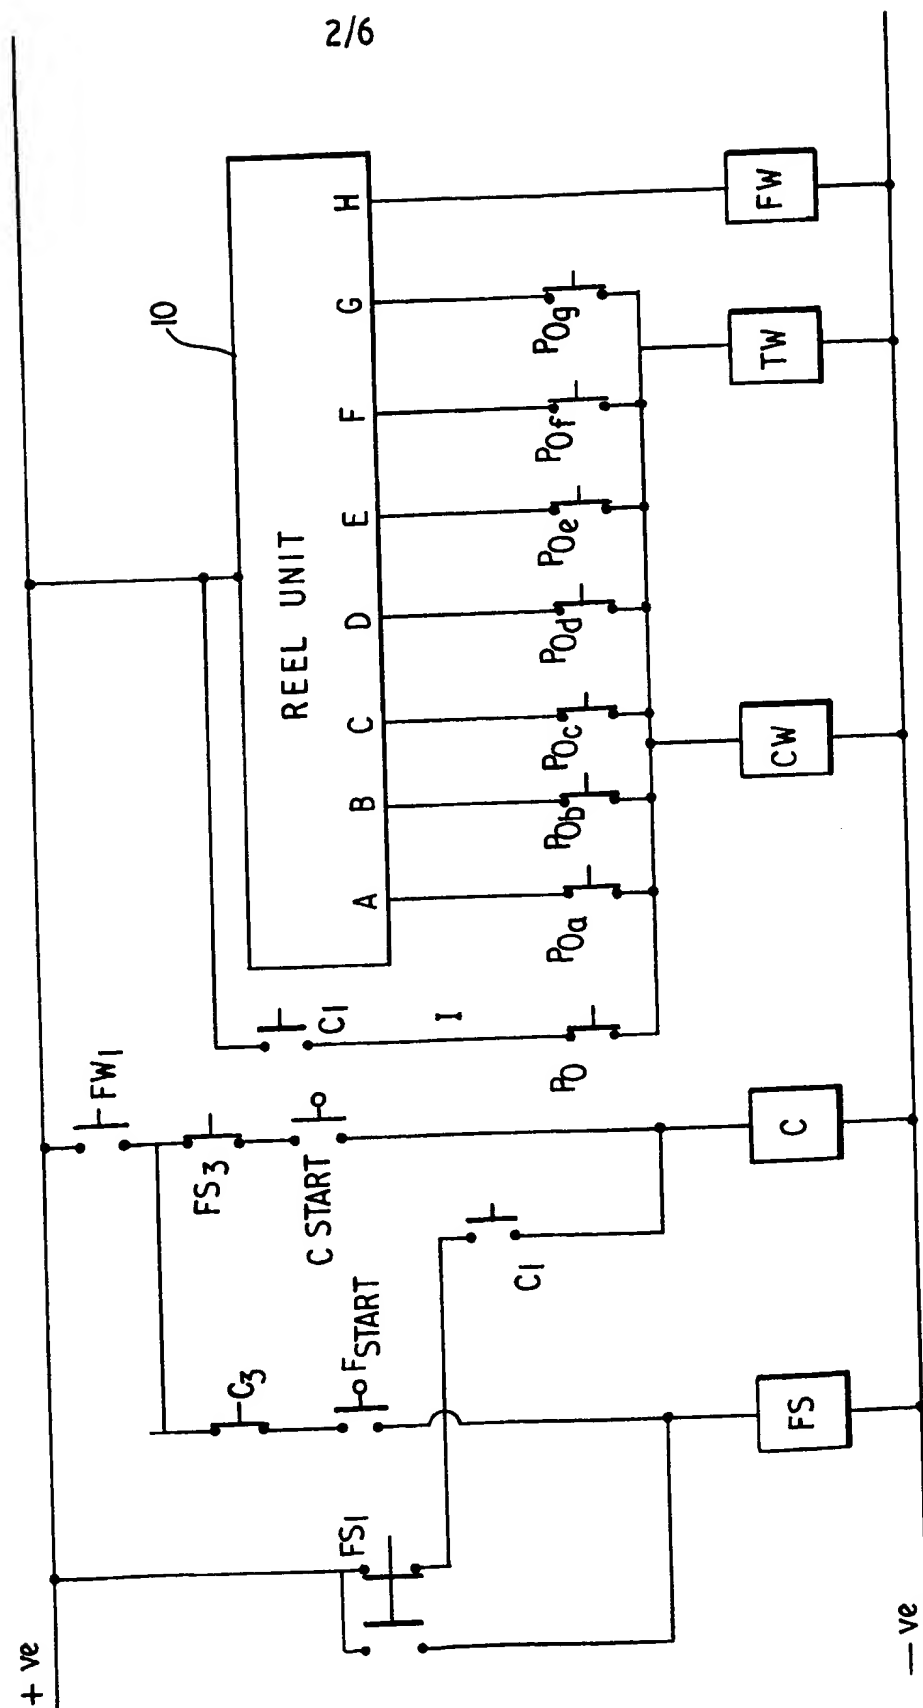 2/6
+ ve
FS1
C3
FSTART
FS
FW1
FS3
C START
C1
C
C1
I
P0
10
REEL UNIT
A B C D E F G H
P0a P0b P0c P0d P0e P0f P0g
CW
TW
FW
- ve